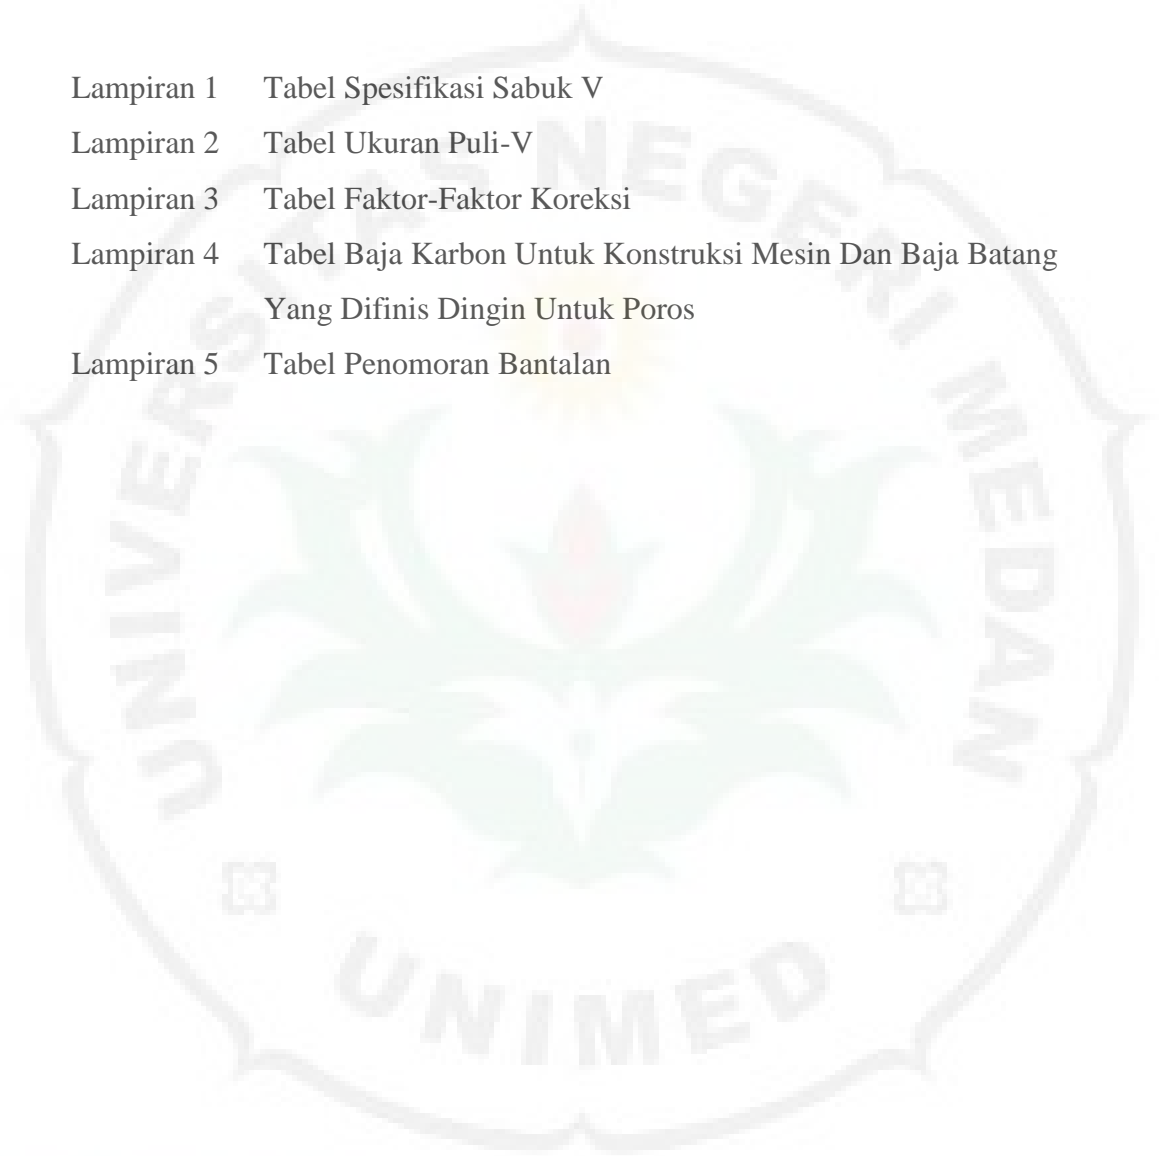 Lampiran 1 Tabel Spesifikasi Sabuk V
Lampiran 2 Tabel Ukuran Puli-V
Lampiran 3 Tabel Faktor-Faktor Koreksi
Lampiran 4 Tabel Baja Karbon Untuk Konstruksi Mesin Dan Baja Batang
Yang Difinis Dingin Untuk Poros
Lampiran 5 Tabel Penomoran Bantalan
UNIVERSITAS NEGERI MEDAN
UNIMED